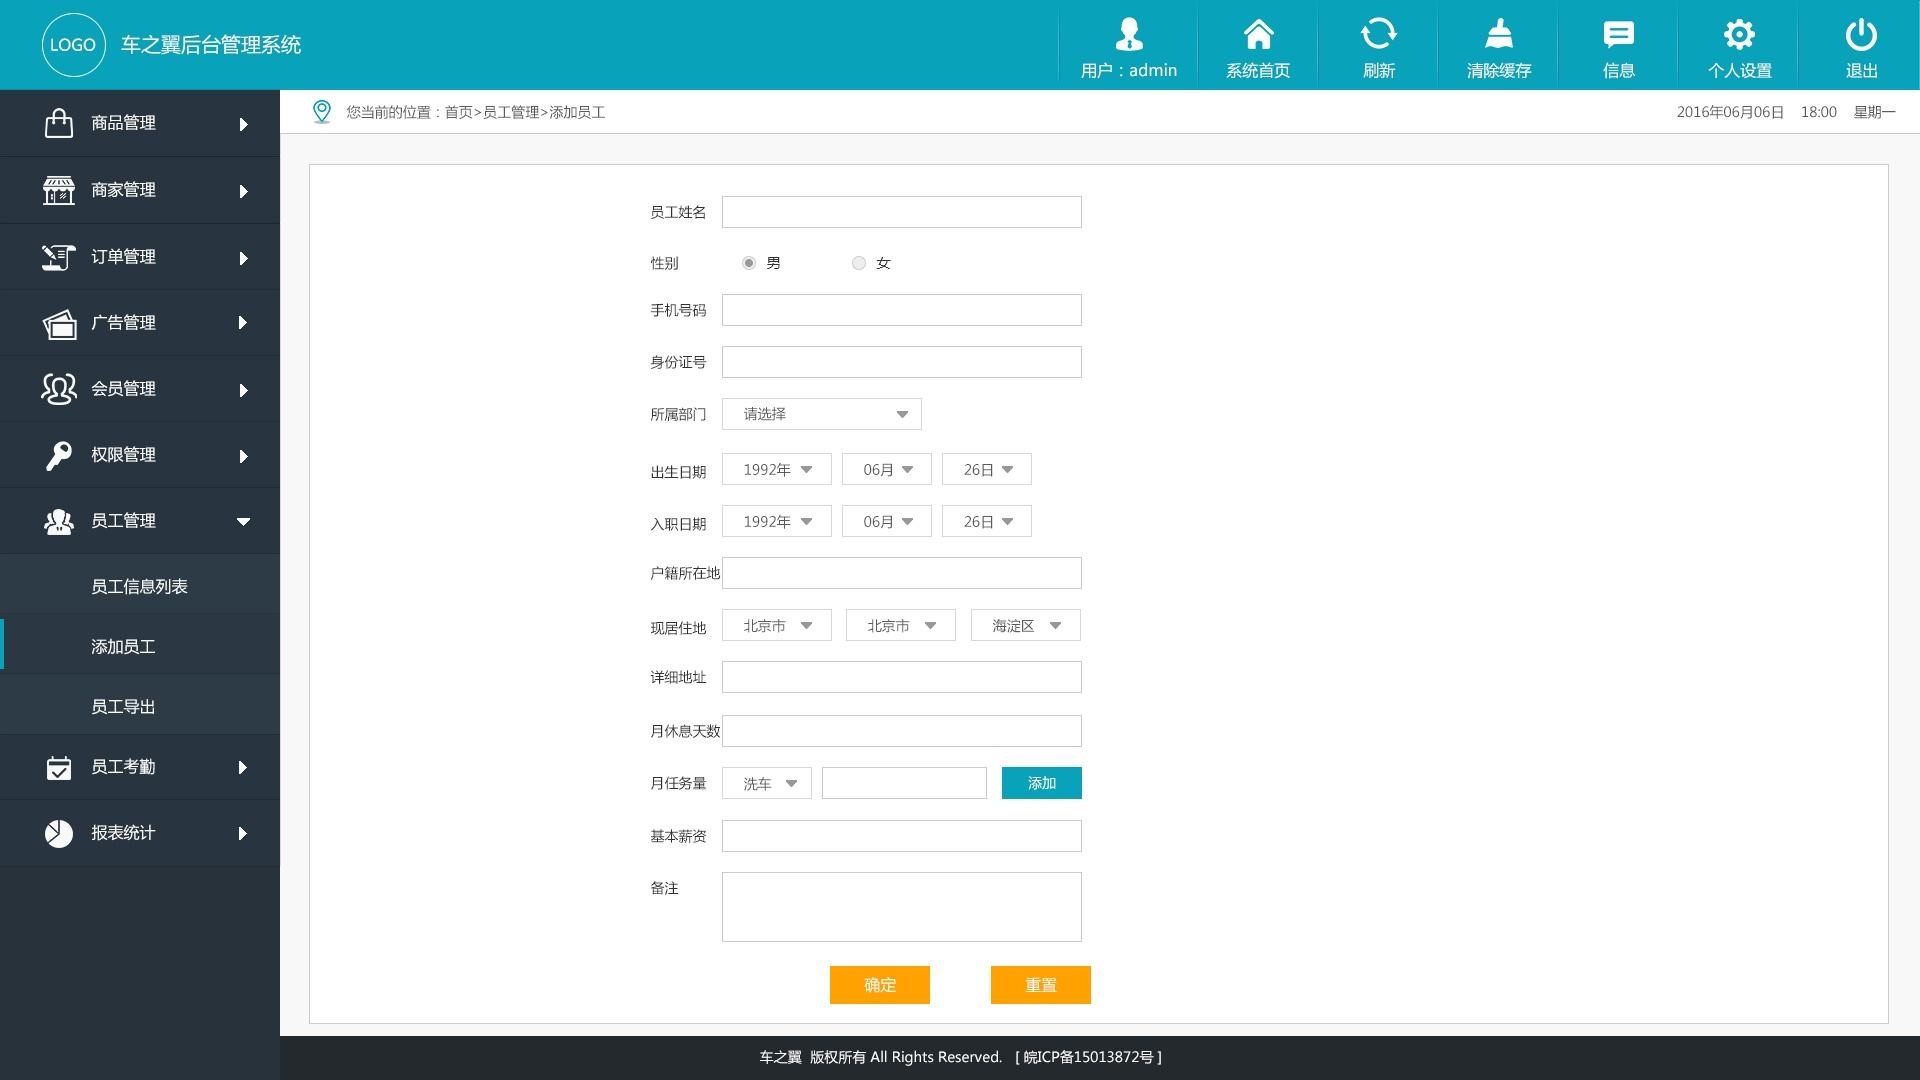 LOGO 车之翼后台管理系统
用户：admin 系统首页 刷新 清除缓存 信息 个人设置 退出
您当前的位置：首页>员工管理>添加员工
2016年06月06日 18:00 星期一
商品管理
商家管理
订单管理
广告管理
会员管理
权限管理
员工管理
员工信息列表
添加员工
员工导出
员工考勤
报表统计
员工姓名
性别 男 女
手机号码
身份证号
所属部门 请选择
出生日期 1992年 06月 26日
入职日期 1992年 06月 26日
户籍所在地
现居住地 北京市 北京市 海淀区
详细地址
月休息天数
月任务量 洗车 添加
基本薪资
备注
确定 重置
车之翼 版权所有 All Rights Reserved. [ 皖ICP备15013872号 ]